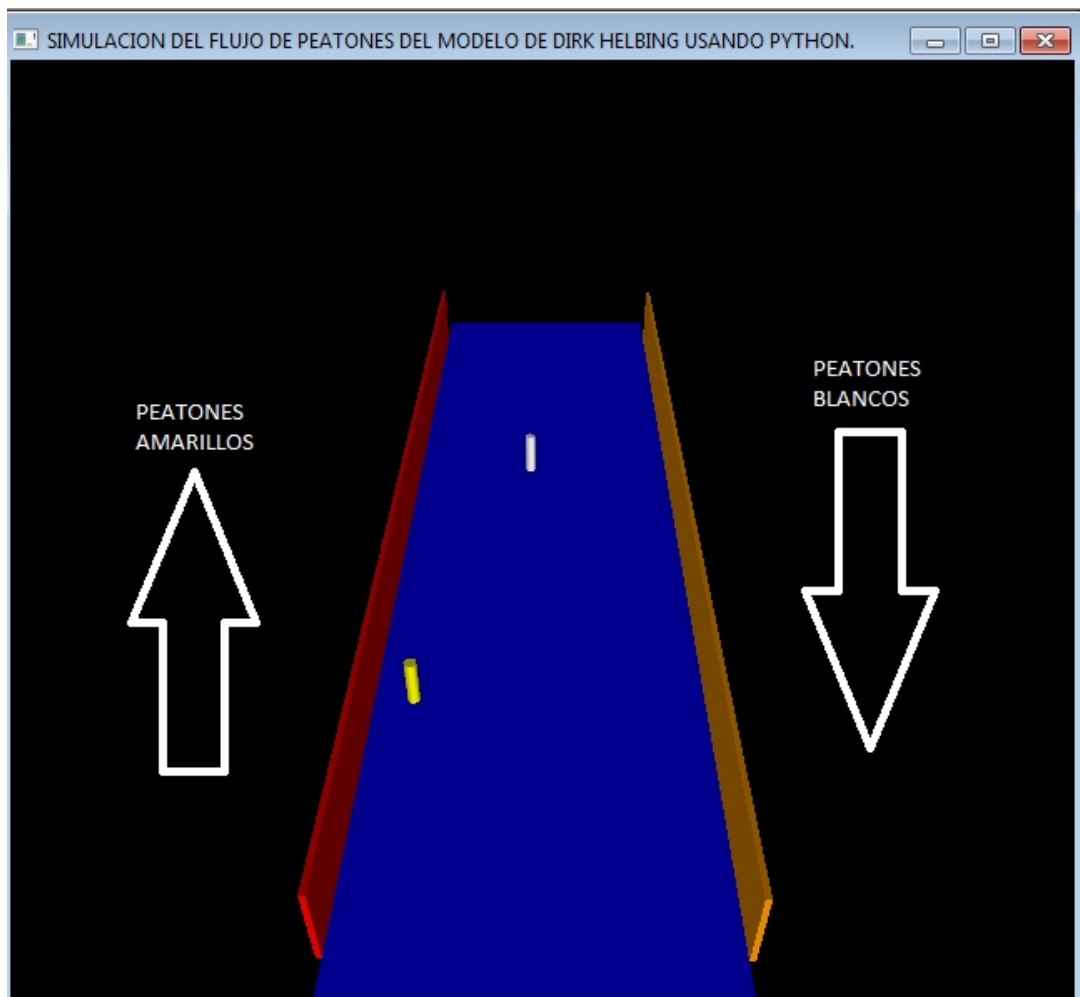 SIMULACION DEL FLUJO DE PEATONES DEL MODELO DE DIRK HELBING USANDO PYTHON.
PEATONES
BLANCOS
PEATONES
AMARILLOS